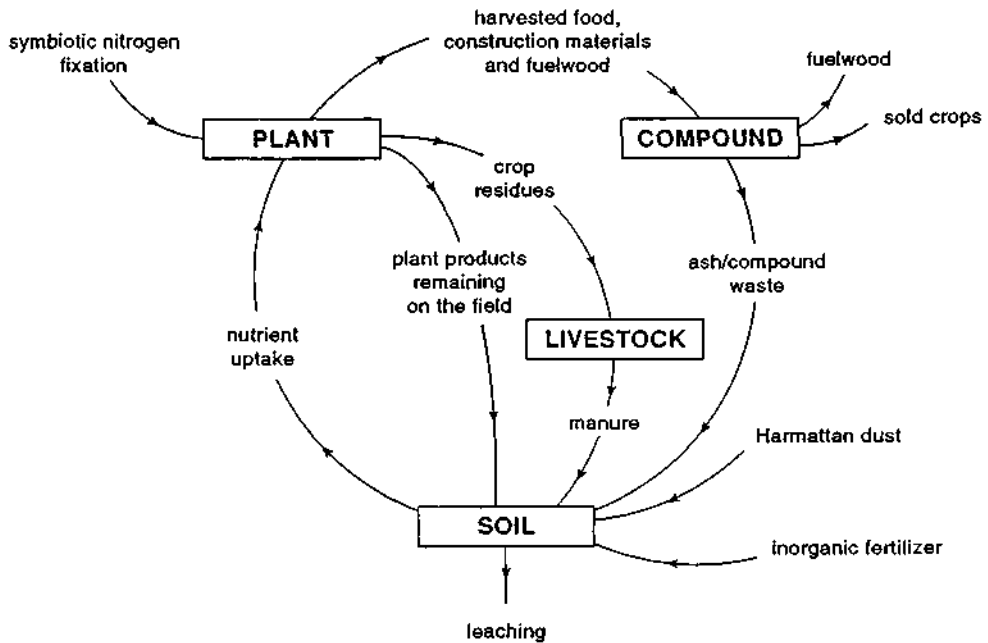 symbiotic nitrogen
fixation
harvested food,
construction materials
and fuelwood
fuelwood
sold crops
PLANT
COMPOUND
crop
residues
plant products
remaining
on the field
ash/compound
waste
nutrient
uptake
LIVESTOCK
manure
Harmattan dust
SOIL
inorganic fertilizer
leaching